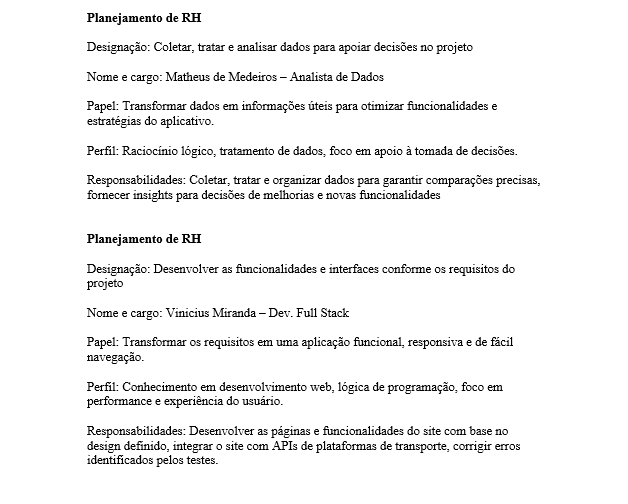 Planejamento de RH
Designação: Coletar, tratar e analisar dados para apoiar decisões no projeto
Nome e cargo: Matheus de Medeiros – Analista de Dados
Papel: Transformar dados em informações úteis para otimizar funcionalidades e
estratégias do aplicativo.
Perfil: Raciocínio lógico, tratamento de dados, foco em apoio à tomada de decisões.
Responsabilidades: Coletar, tratar e organizar dados para garantir comparações precisas,
fornecer insights para decisões de melhorias e novas funcionalidades
Planejamento de RH
Designação: Desenvolver as funcionalidades e interfaces conforme os requisitos do
projeto
Nome e cargo: Vinicius Miranda – Dev. Full Stack
Papel: Transformar os requisitos em uma aplicação funcional, responsiva e de fácil
navegação.
Perfil: Conhecimento em desenvolvimento web, lógica de programação, foco em
performance e experiência do usuário.
Responsabilidades: Desenvolver as páginas e funcionalidades do site com base no
design definido, integrar o site com APIs de plataformas de transporte, corrigir erros
identificados pelos testes.